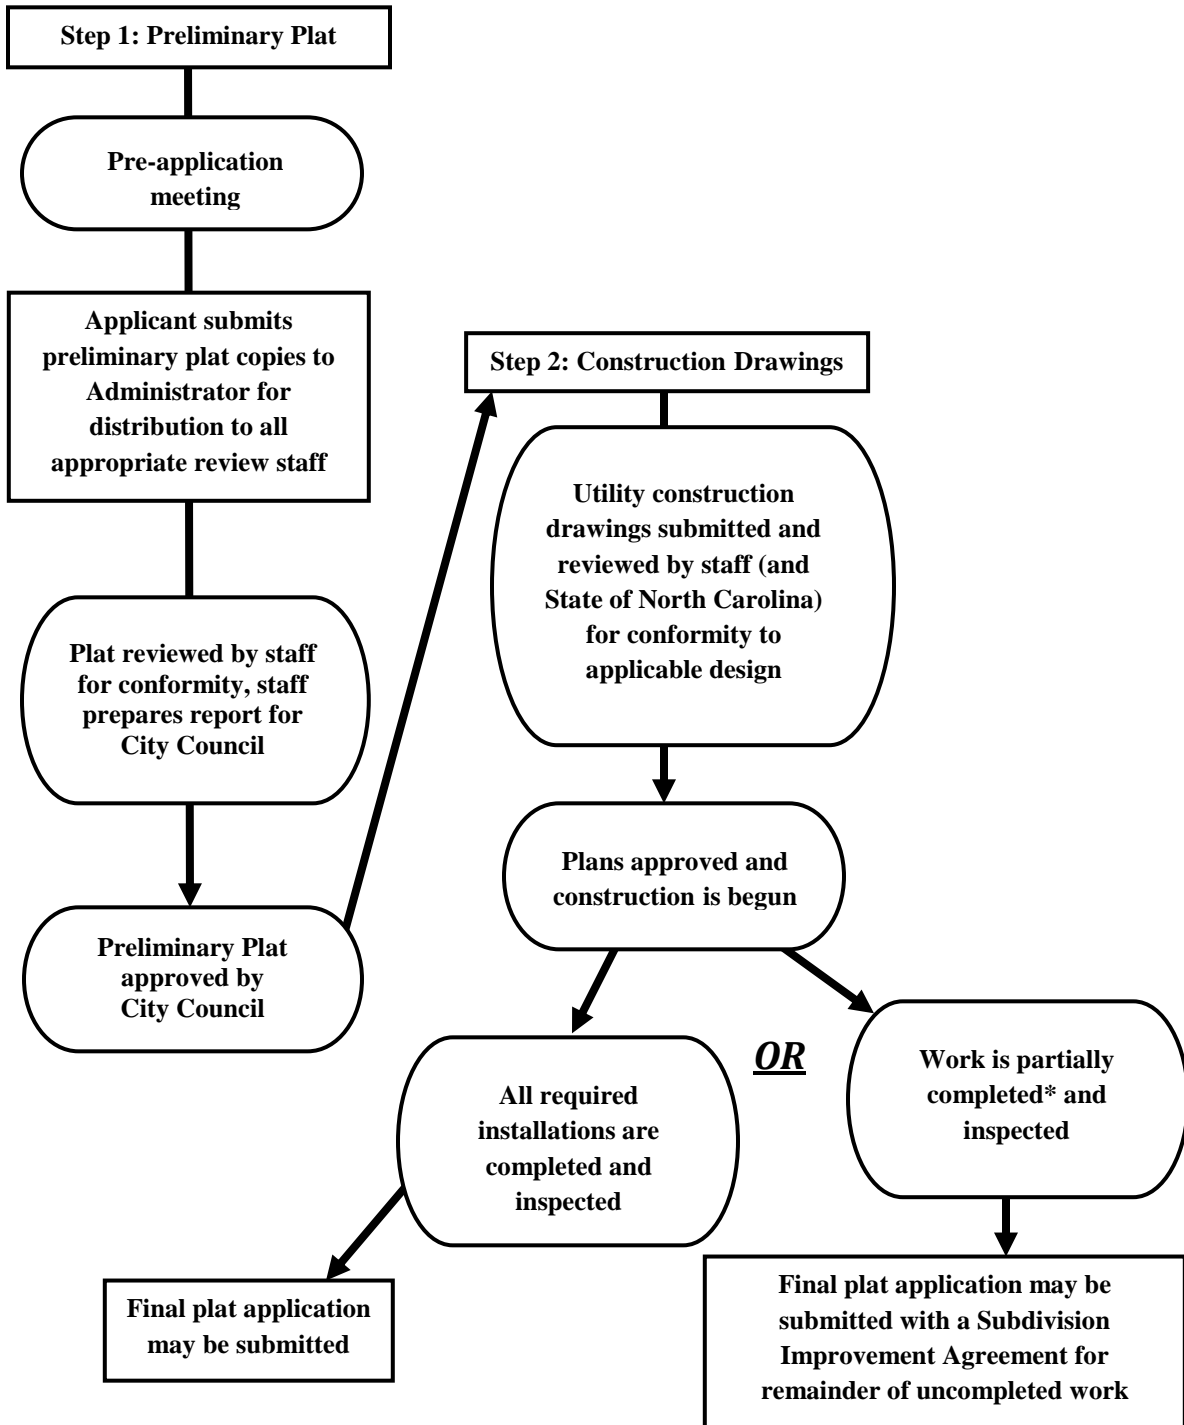 Step 1: Preliminary Plat
Pre-application
meeting
Applicant submits
preliminary plat copies to
Administrator for
distribution to all
appropriate review staff
Plat reviewed by staff
for conformity, staff
prepares report for
City Council
Preliminary Plat
approved by
City Council
Step 2: Construction Drawings
Utility construction
drawings submitted and
reviewed by staff (and
State of North Carolina)
for conformity to
applicable design
Plans approved and
construction is begun
All required
installations are
completed and
inspected
OR
Work is partially
completed* and
inspected
Final plat application
may be submitted
Final plat application may be
submitted with a Subdivision
Improvement Agreement for
remainder of uncompleted work